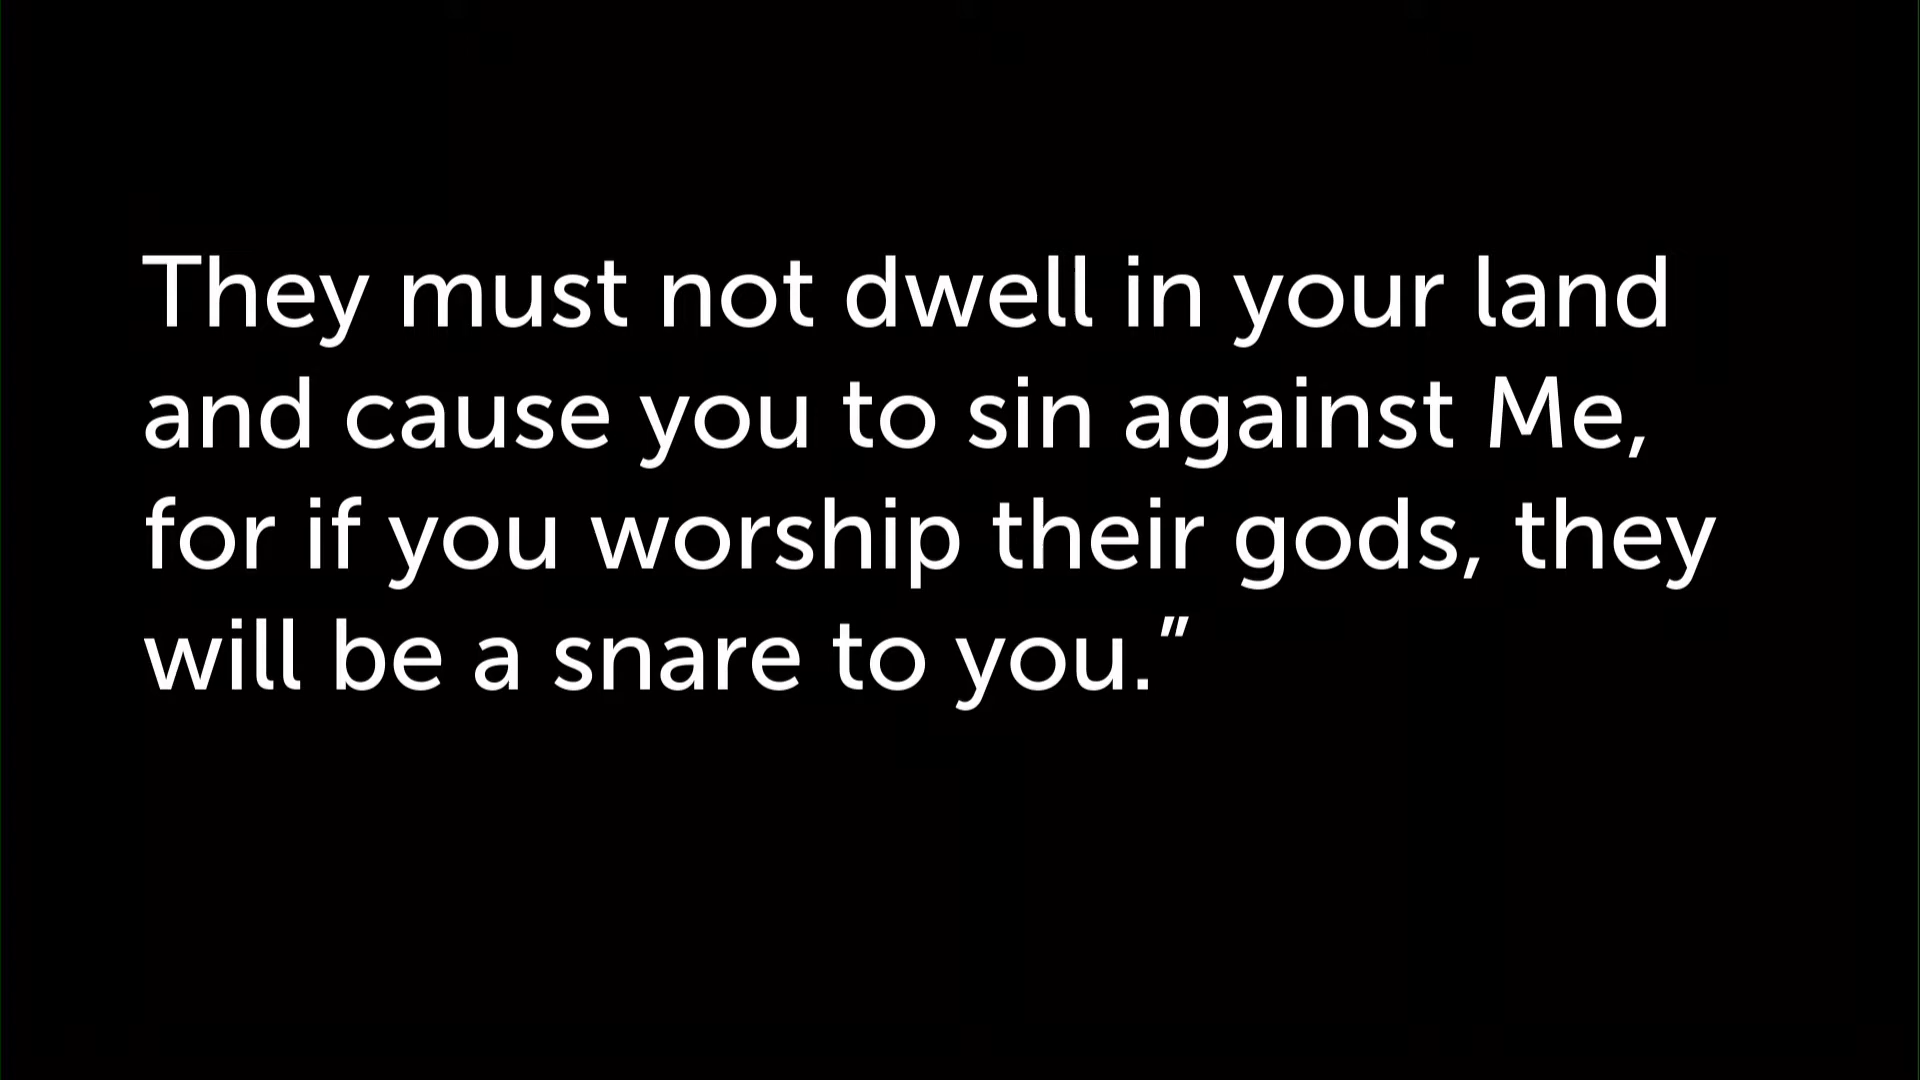 They must not dwell in your land
and cause you to sin against Me,
for if you worship their gods, they
will be a snare to you.”